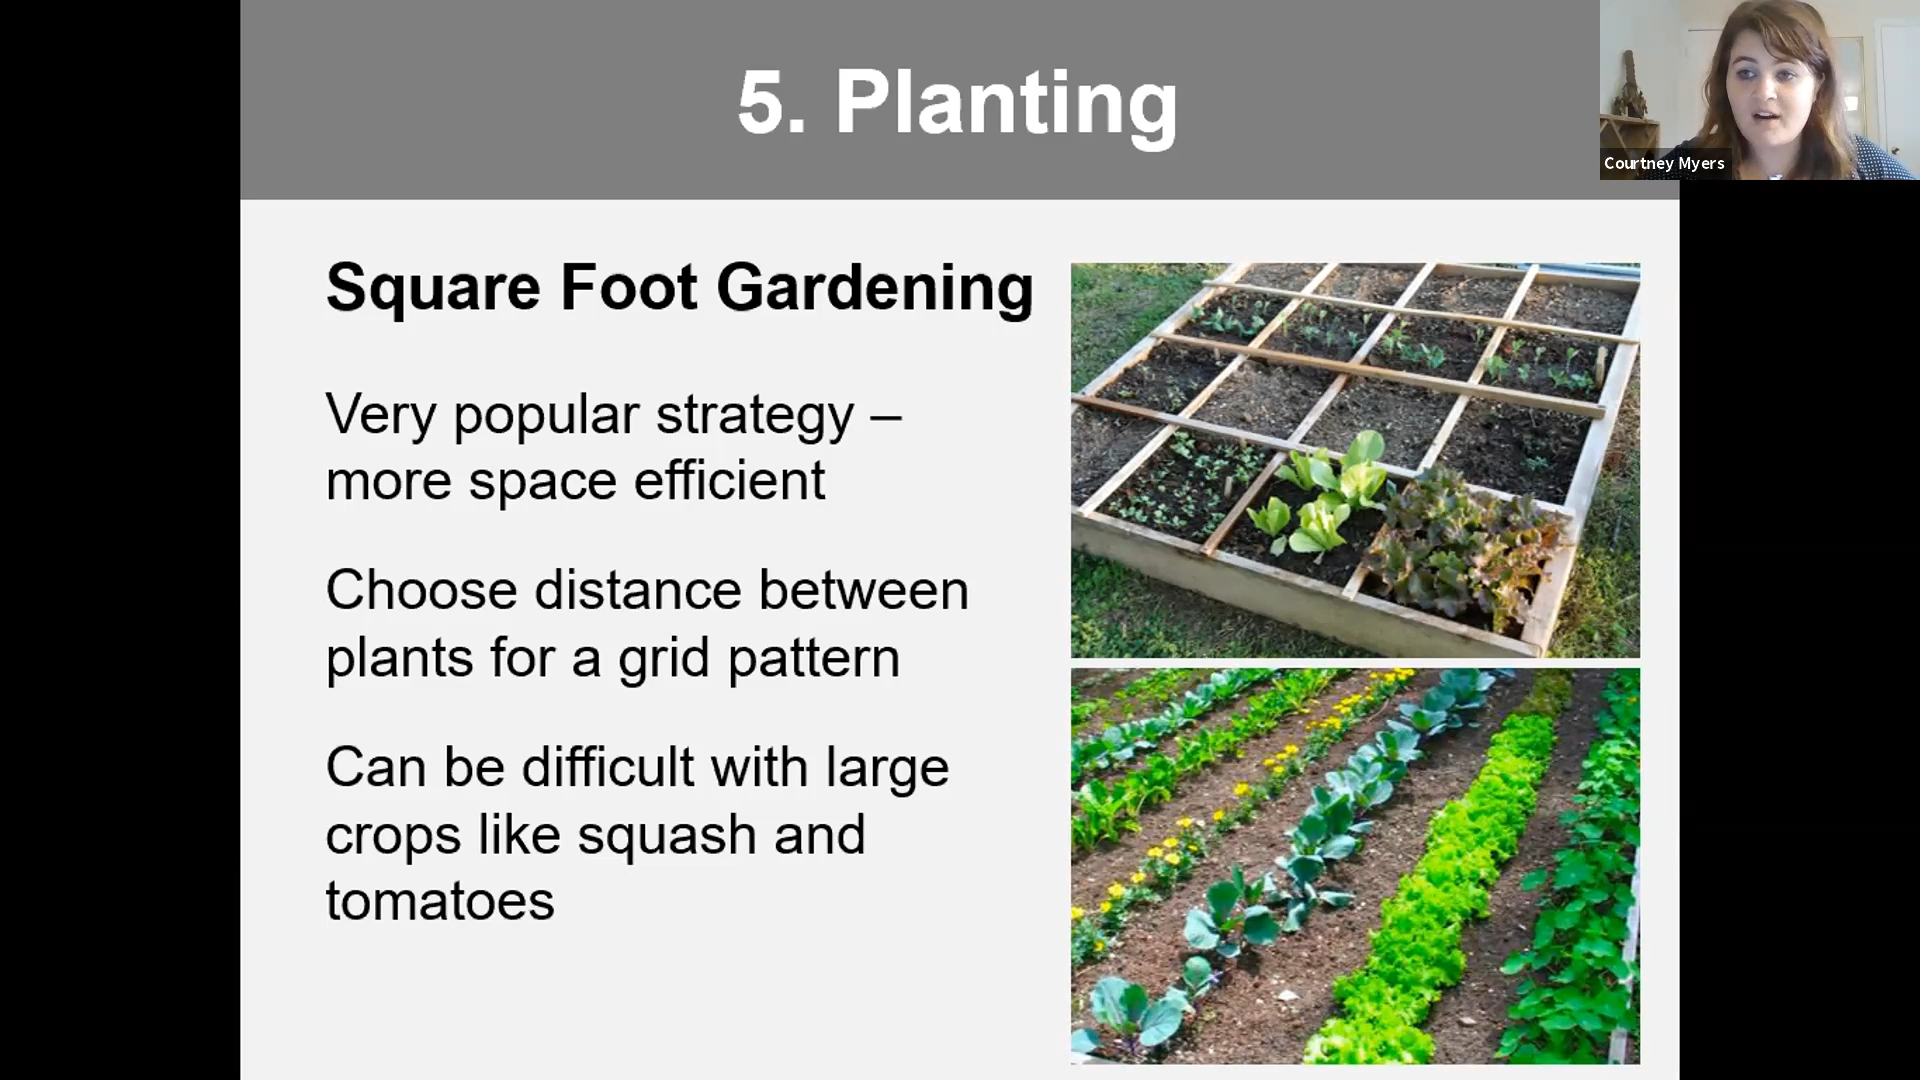 5. Planting
Courtney Myers
Square Foot Gardening
Very popular strategy –
more space efficient
Choose distance between
plants for a grid pattern
Can be difficult with large
crops like squash and
tomatoes